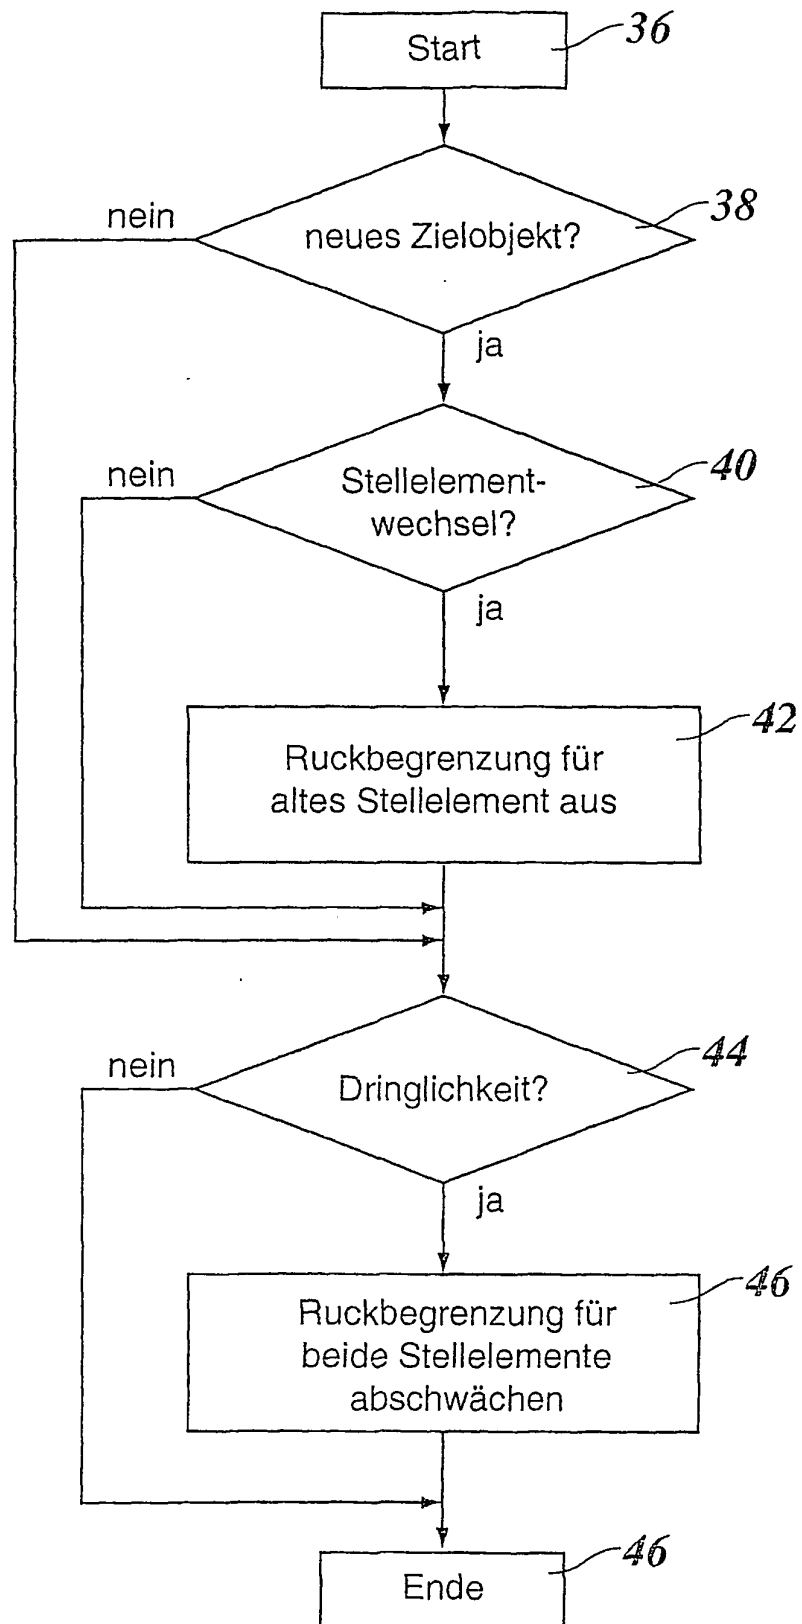 Start
36
nein
neues Zielobjekt?
38
ja
nein
Stellelement-
wechsel?
40
ja
Ruckbegrenzung für
altes Stellelement aus
42
nein
Dringlichkeit?
44
ja
Ruckbegrenzung für
beide Stellelemente
abschwächen
46
Ende
46